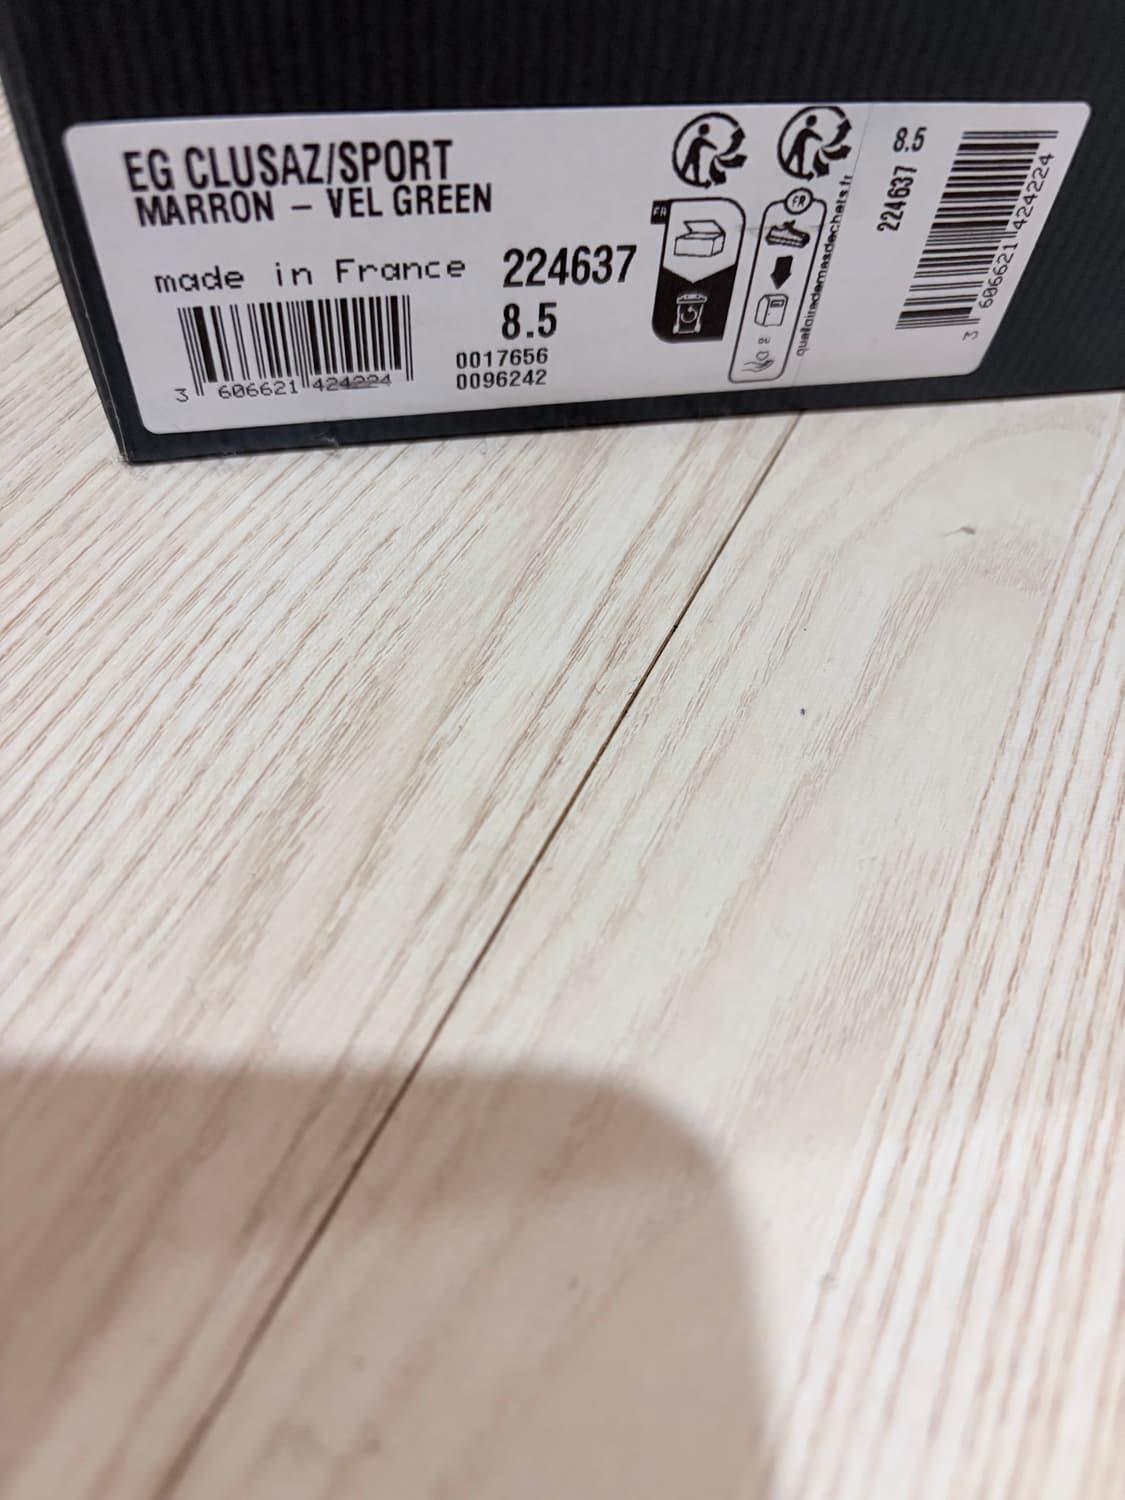 EG CLUSAZ/SPORT
MARRON – VEL GREEN
made in France
224637
8.5
0017656
0096242
3 606621 424224
FR
FR
quefairedemesdechets.fr
8.5
224637
3 606621 424224